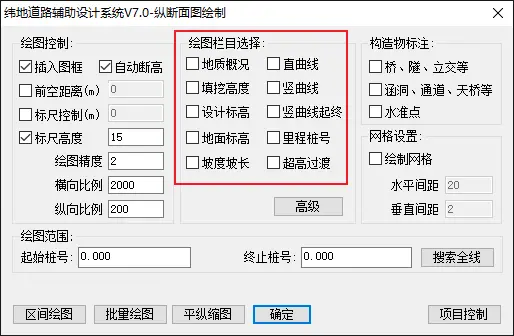 纬地道路辅助设计系统V7.0-纵断面图绘制
绘图控制:
插入图框 自动断高
前空距离(m) 0
标尺控制(m) 0
标尺高度 15
绘图精度 2
横向比例 2000
纵向比例 200
绘图栏目选择:
地质概况 直曲线
填挖高度 竖曲线
设计标高 竖曲线起终
地面标高 里程桩号
坡度坡长 超高过渡
高级
构造物标注:
桥、隧、立交等
涵洞、通道、天桥等
水准点
网格设置:
绘制网格
水平间距 20
垂直间距 2
绘图范围:
起始桩号: 0.000 终止桩号: 0.000 搜索全线
区间绘图 批量绘图 平纵缩图 确定 项目控制